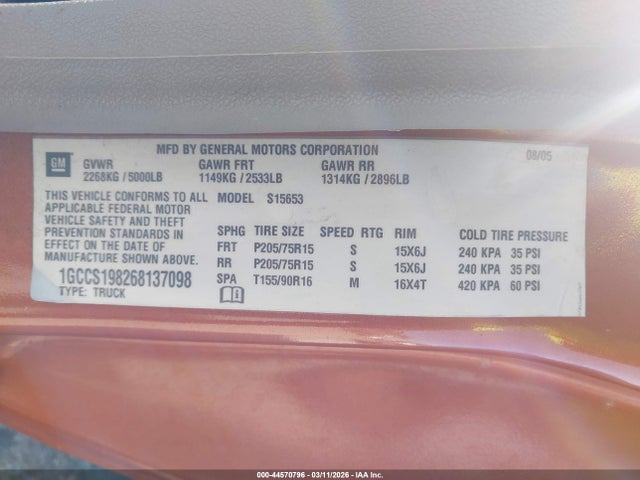 MFD BY GENERAL MOTORS CORPORATION
08/05
GM
GVWR GAWR FRT GAWR RR
2268KG / 5000LB 1149KG / 2533LB 1314KG / 2896LB
THIS VEHICLE CONFORMS TO ALL
APPLICABLE FEDERAL MOTOR
VEHICLE SAFETY AND THEFT
PREVENTION STANDARDS IN
EFFECT ON THE DATE OF
MANUFACTURE SHOWN ABOVE.
1GCCS198268137098
TYPE: TRUCK
MODEL S15653
SPHG TIRE SIZE SPEED RTG RIM COLD TIRE PRESSURE
FRT P205/75R15 S 15X6J 240 KPA 35 PSI
RR P205/75R15 S 15X6J 240 KPA 35 PSI
SPA T155/90R16 M 16X4T 420 KPA 60 PSI
000-44570796 - 03/11/2026 - IAA Inc.